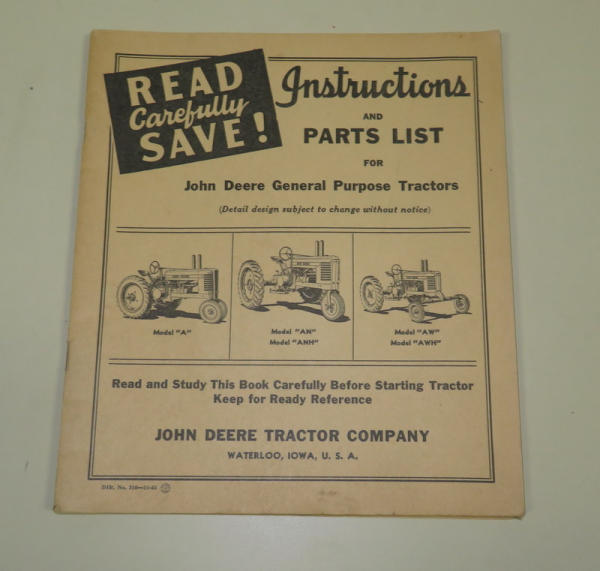 READ
Carefully
SAVE!
Instructions
AND
PARTS LIST
FOR
John Deere General Purpose Tractors
(Detail design subject to change without notice)
Model "A"
Model "AN"
Model "ANH"
Model "AW"
Model "AWH"
Read and Study This Book Carefully Before Starting Tractor
Keep for Ready Reference
JOHN DEERE TRACTOR COMPANY
WATERLOO, IOWA, U. S. A.
DIR. No.